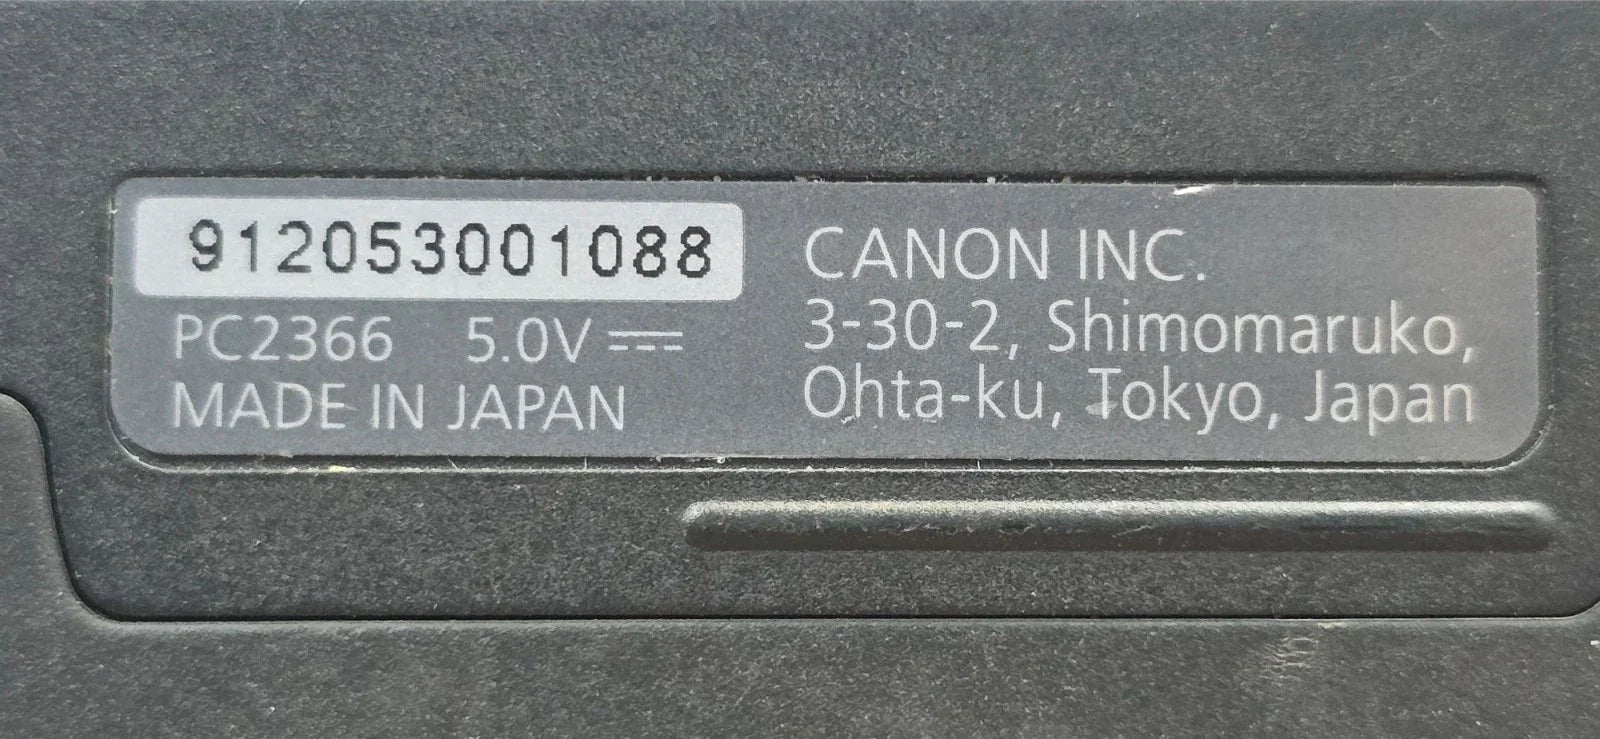 912053001088
PC2366 5.0V ⎓
MADE IN JAPAN
CANON INC.
3-30-2, Shimomaruko,
Ohta-ku, Tokyo, Japan